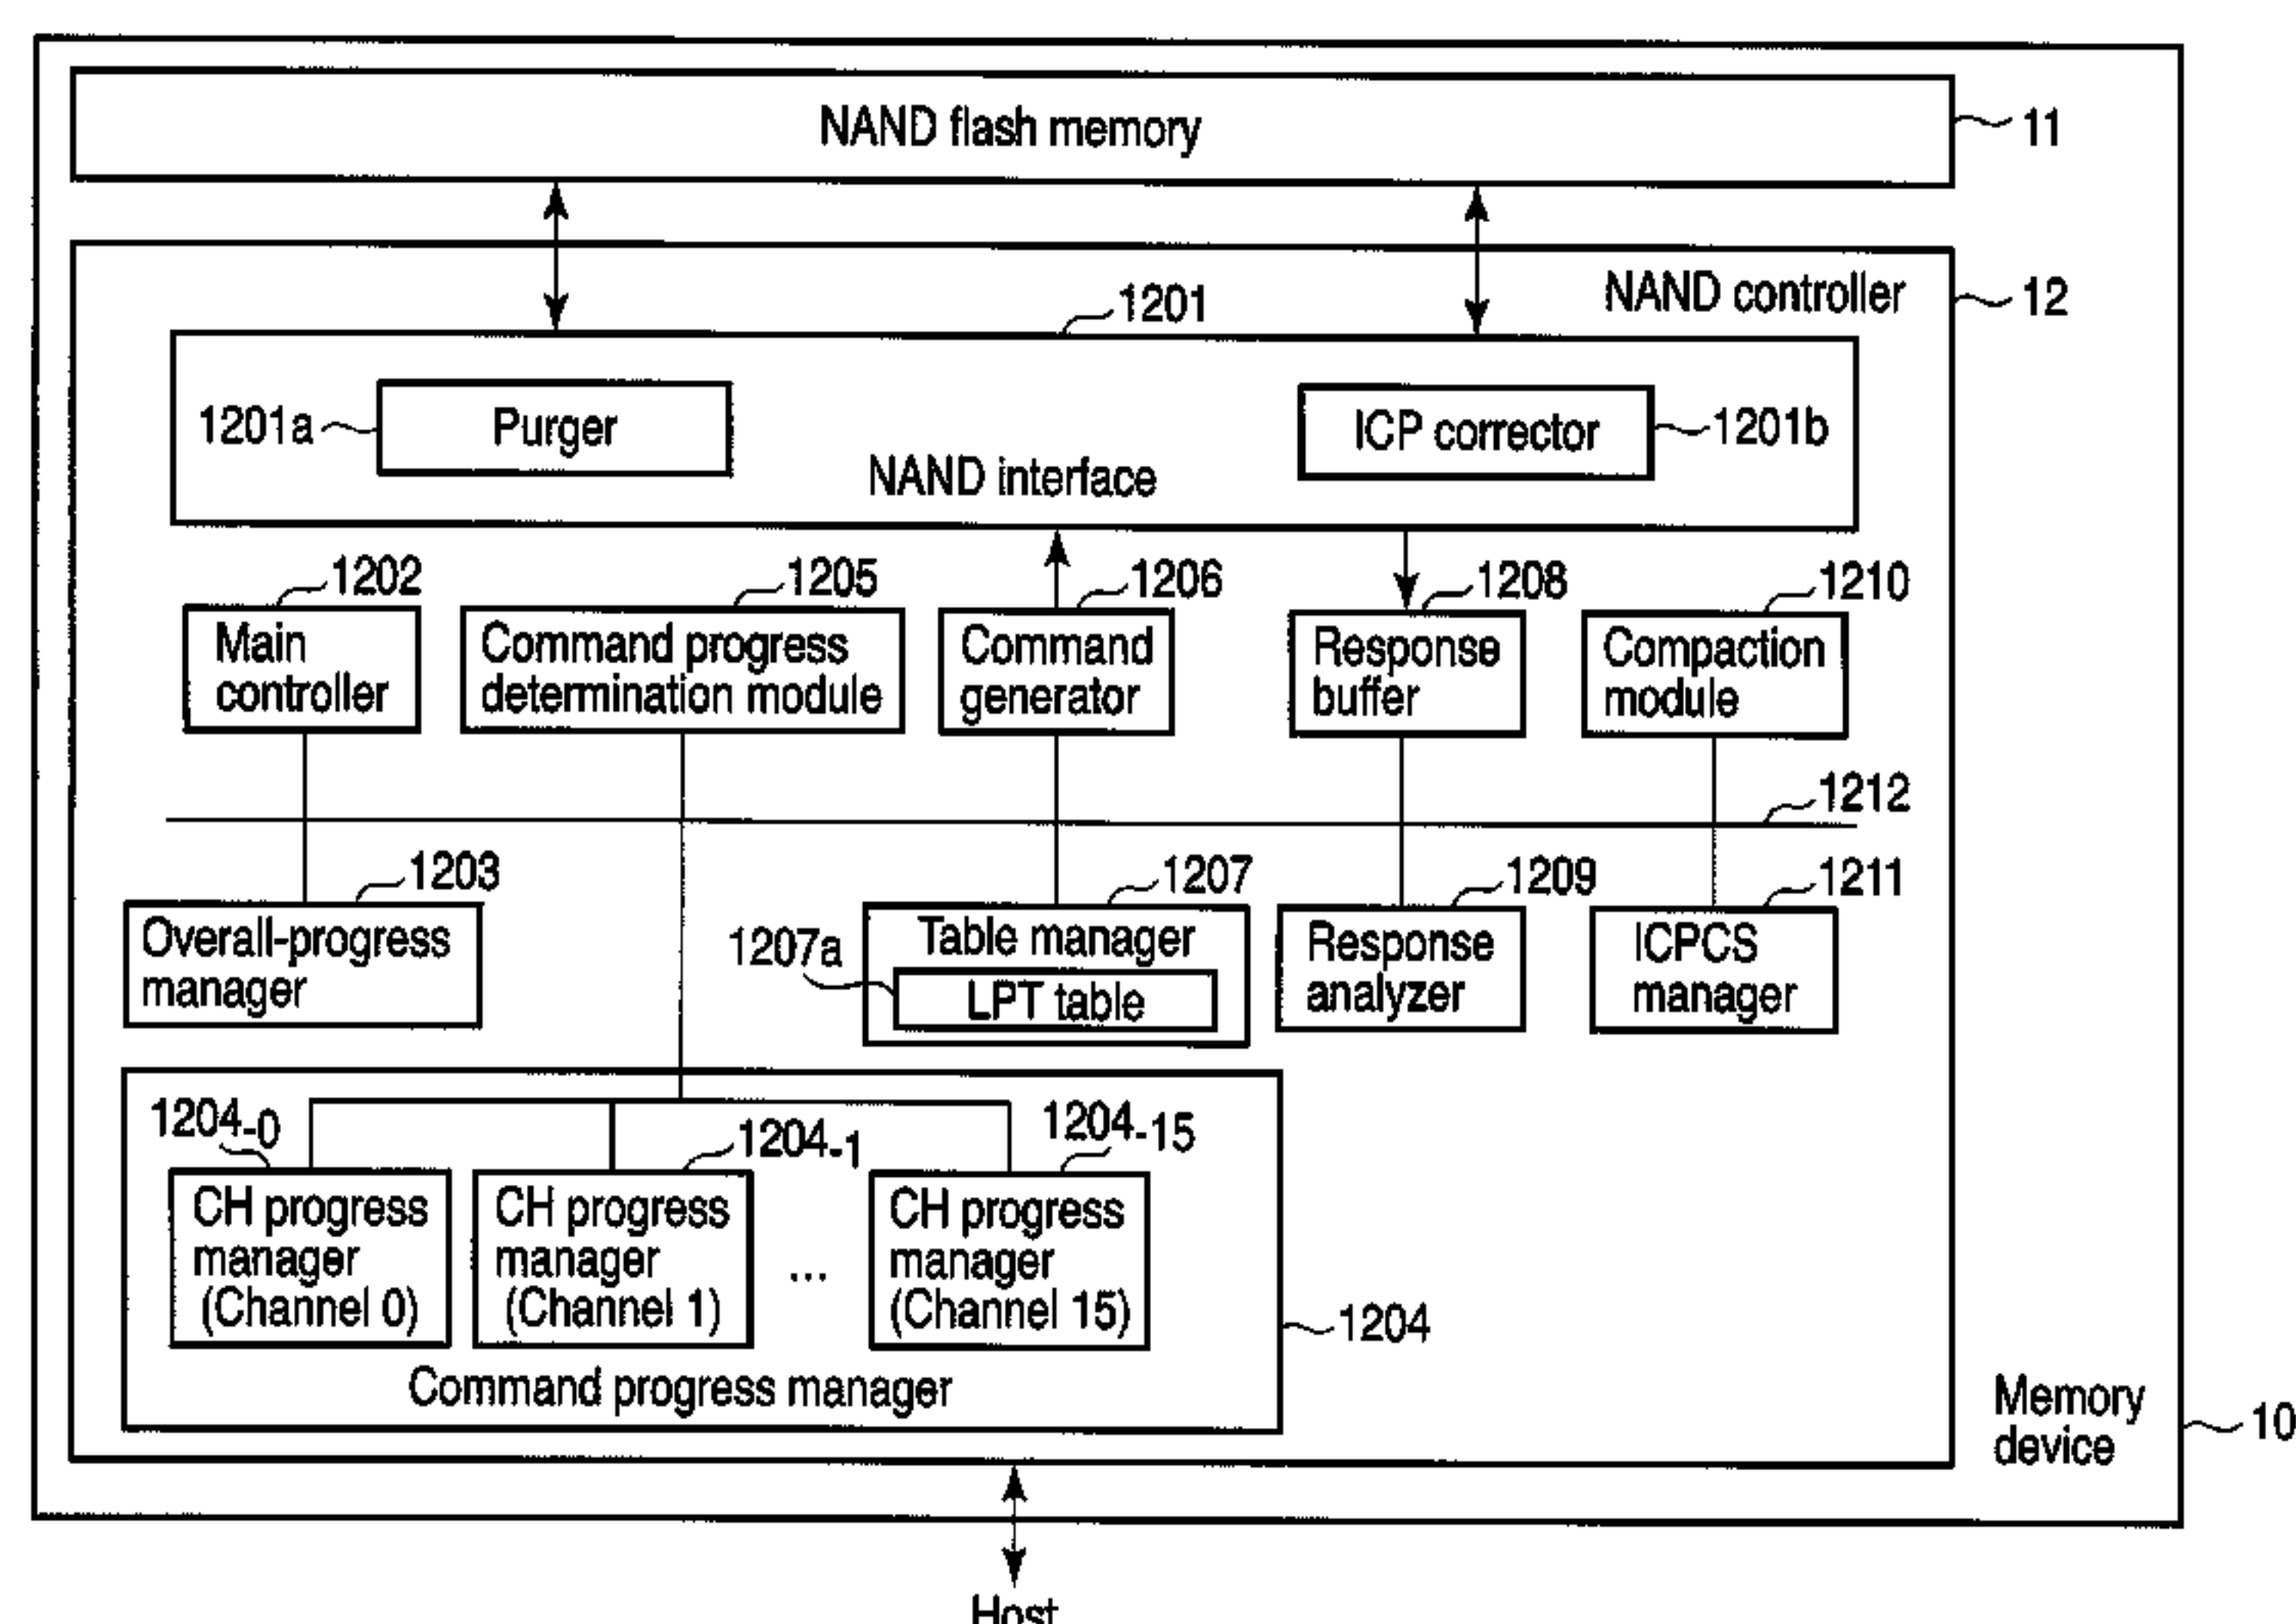 NAND flash memory
11
NAND controller
12
1201
1201a
Purger
ICP corrector
1201b
NAND interface
1202
1205
1206
1208
1210
Main
controller
Command progress
determination module
Command
generator
Response
buffer
Compaction
module
1212
1203
1207
1209
1211
Overall-progress
manager
1207a
Table manager
LPT table
Response
analyzer
ICPCS
manager
1204-0
1204-1
1204-15
CH progress
manager
(Channel 0)
CH progress
manager
(Channel 1)
...
CH progress
manager
(Channel 15)
1204
Command progress manager
Memory
device
10
Host